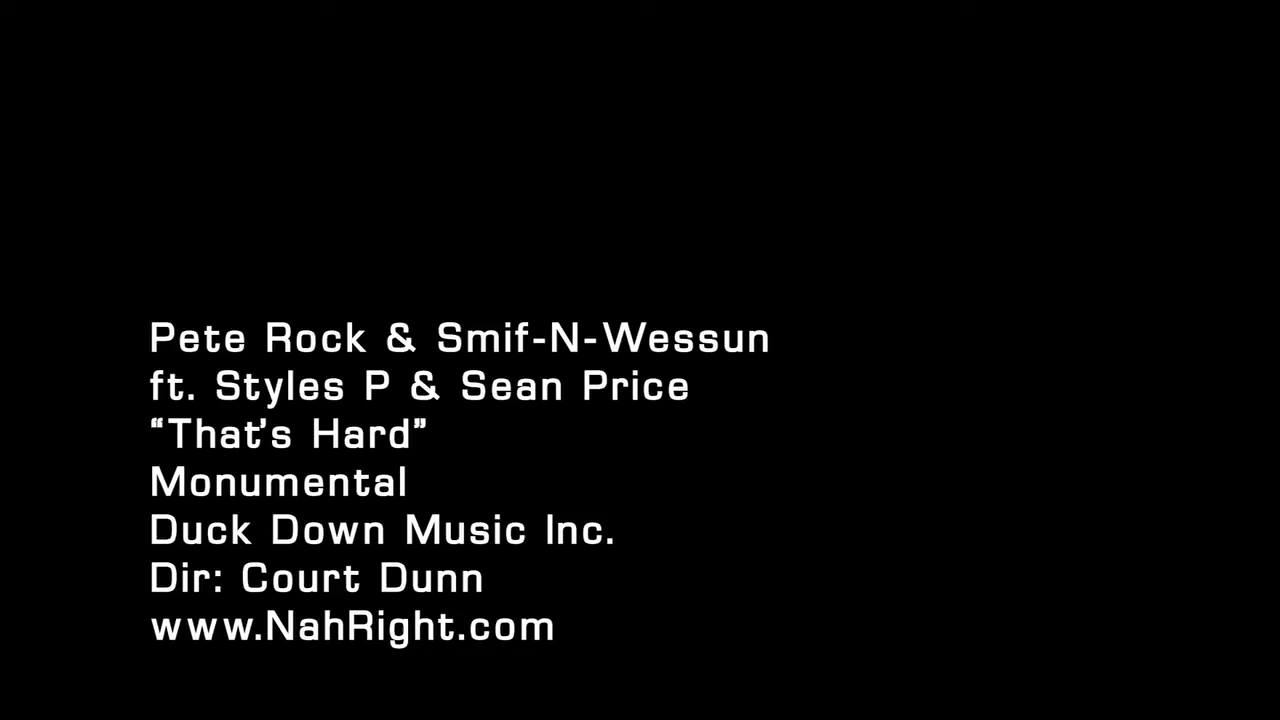 Pete Rock & Smif-N-Wessun
ft. Styles P & Sean Price
“That’s Hard”
Monumental
Duck Down Music Inc.
Dir: Court Dunn
www.NahRight.com